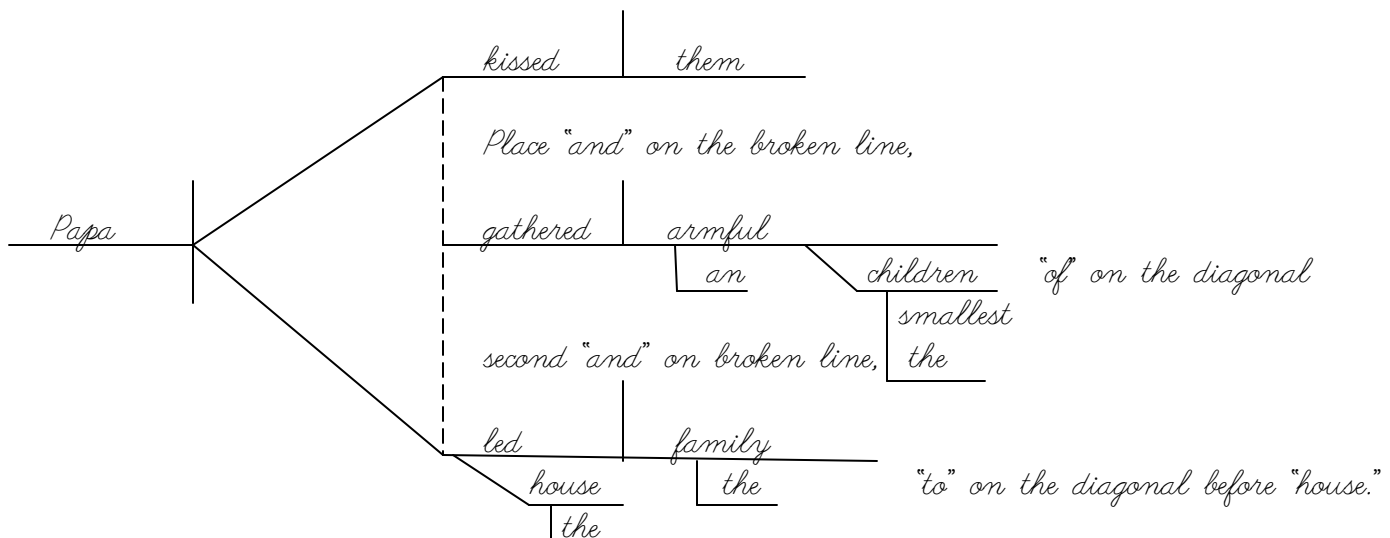 kissed them
Place “and” on the broken line,
Papa gathered armful
an children “of” on the diagonal
smallest
second “and” on broken line, the
led family
house the “to” on the diagonal before “house.”
the